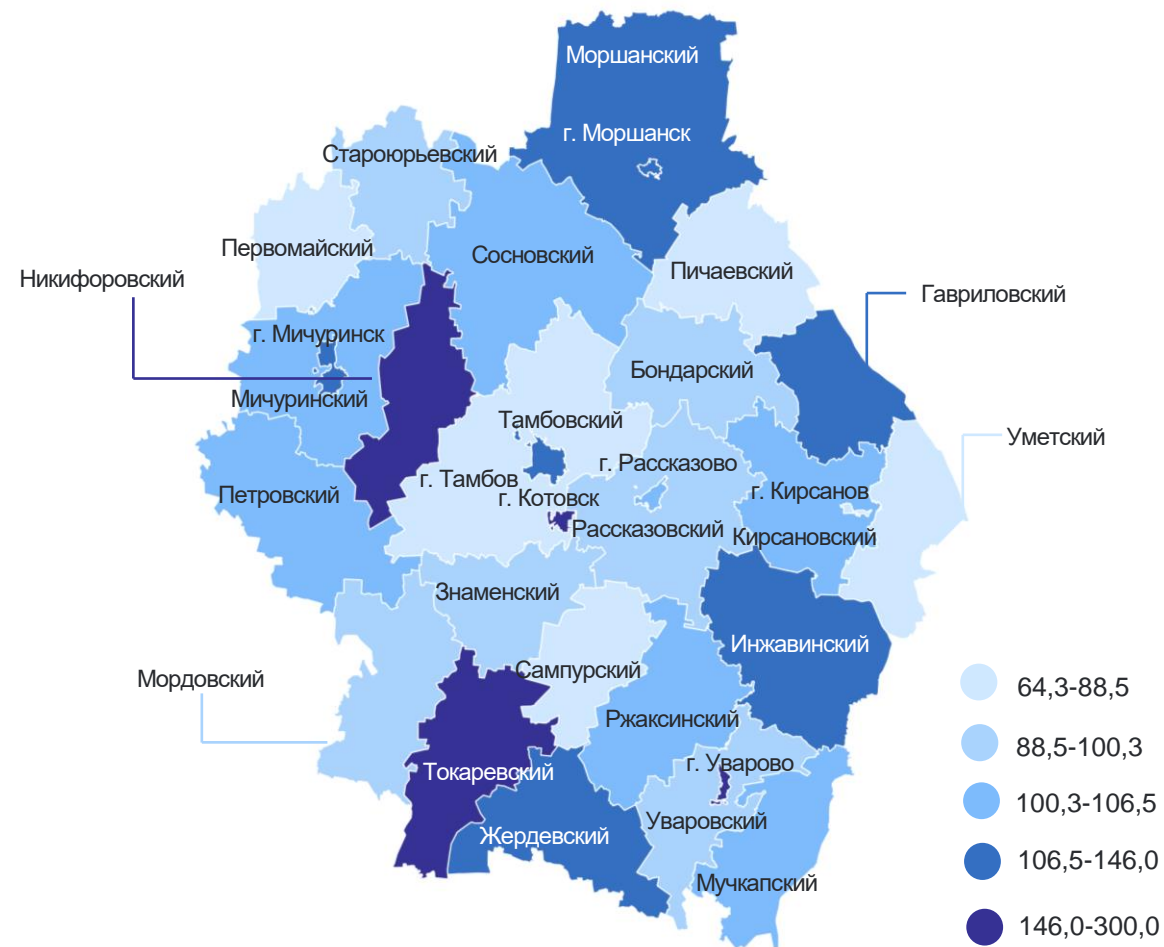 Моршанский
г. Моршанск
Староюрьевский
Первомайский
Сосновский
Пичаевский
Никифоровский
Гавриловский
г. Мичуринск
Бондарский
Мичуринский
Тамбовский
Уметский
г. Рассказово
г. Тамбов
г. Кирсанов
Петровский
г. Котовск
Рассказовский
Кирсановский
Знаменский
Инжавинский
Сампурский
Мордовский
Ржаксинский
г. Уварово
Токаревский
Уваровский
Жердевский
Мучкапский
64,3-88,5
88,5-100,3
100,3-106,5
106,5-146,0
146,0-300,0